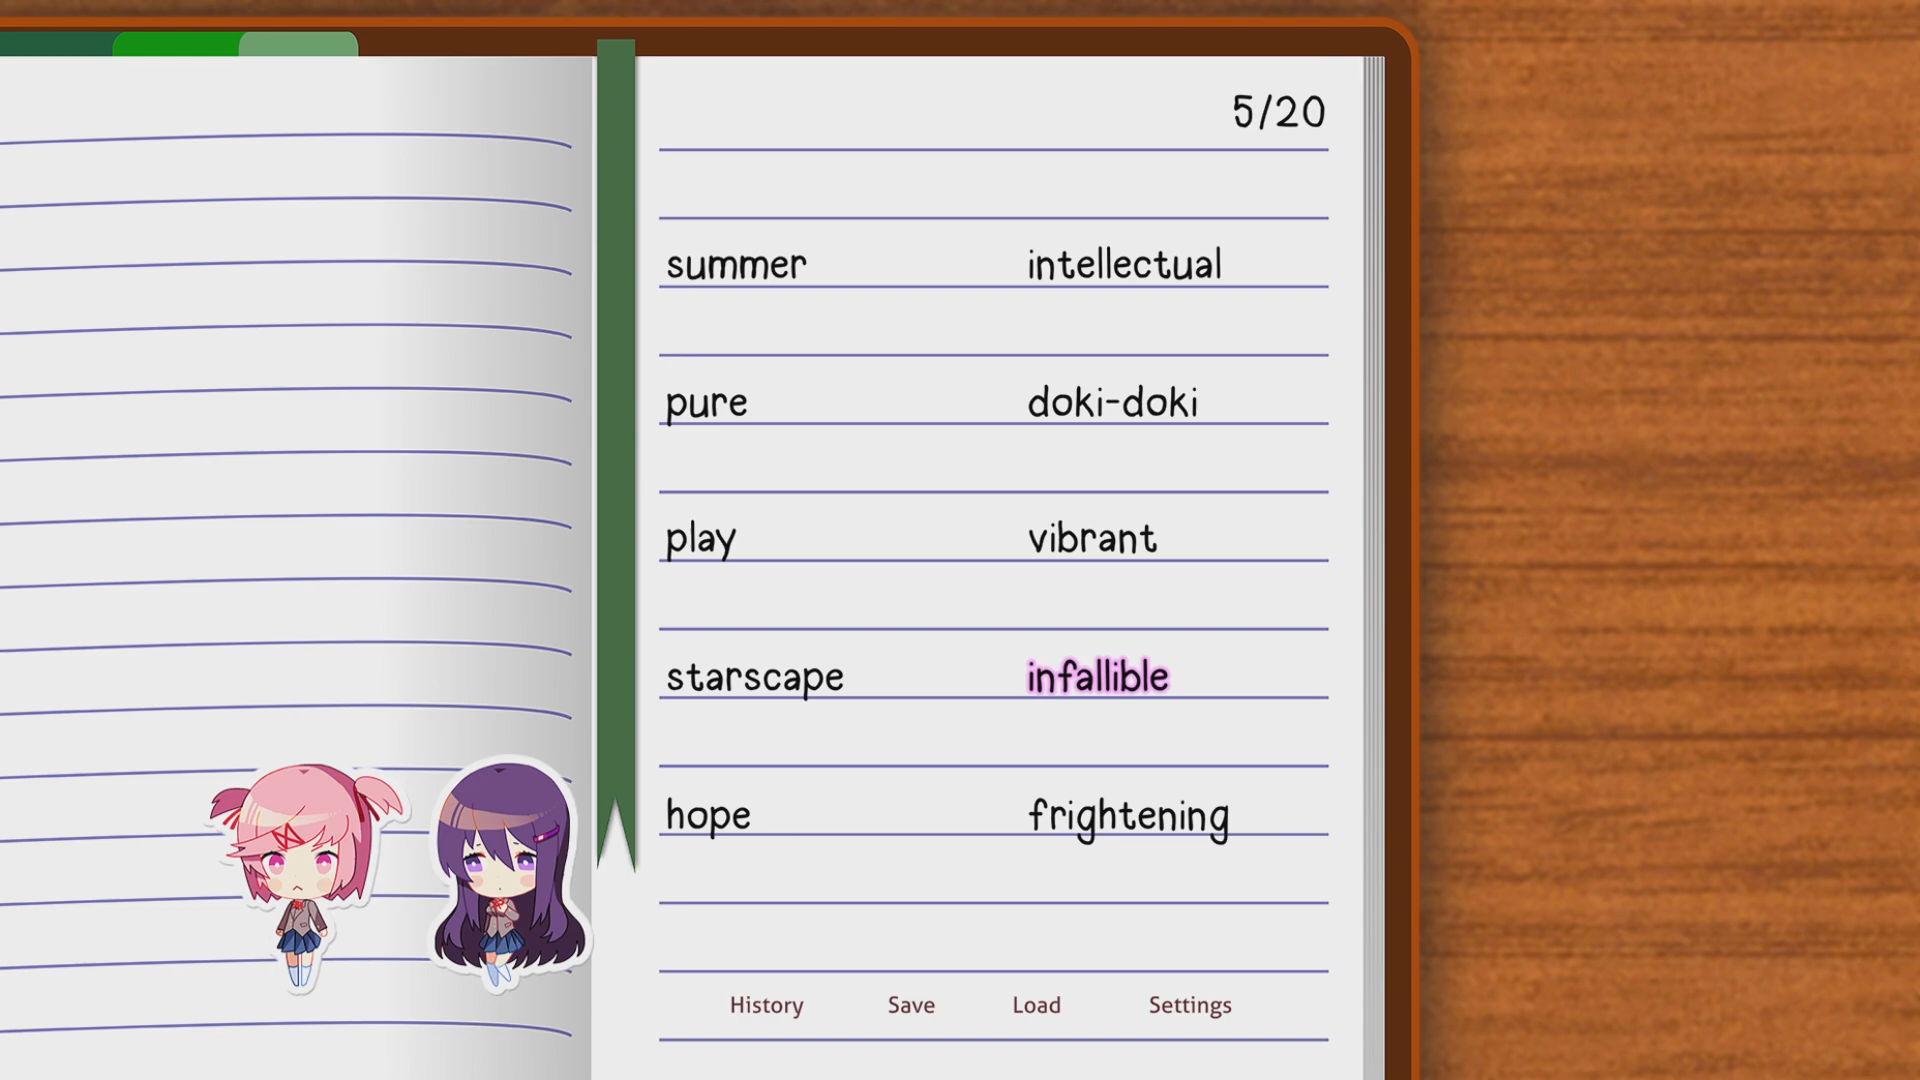 5/20
summer intellectual
pure doki-doki
play vibrant
starscape infallible
hope frightening
History Save Load Settings